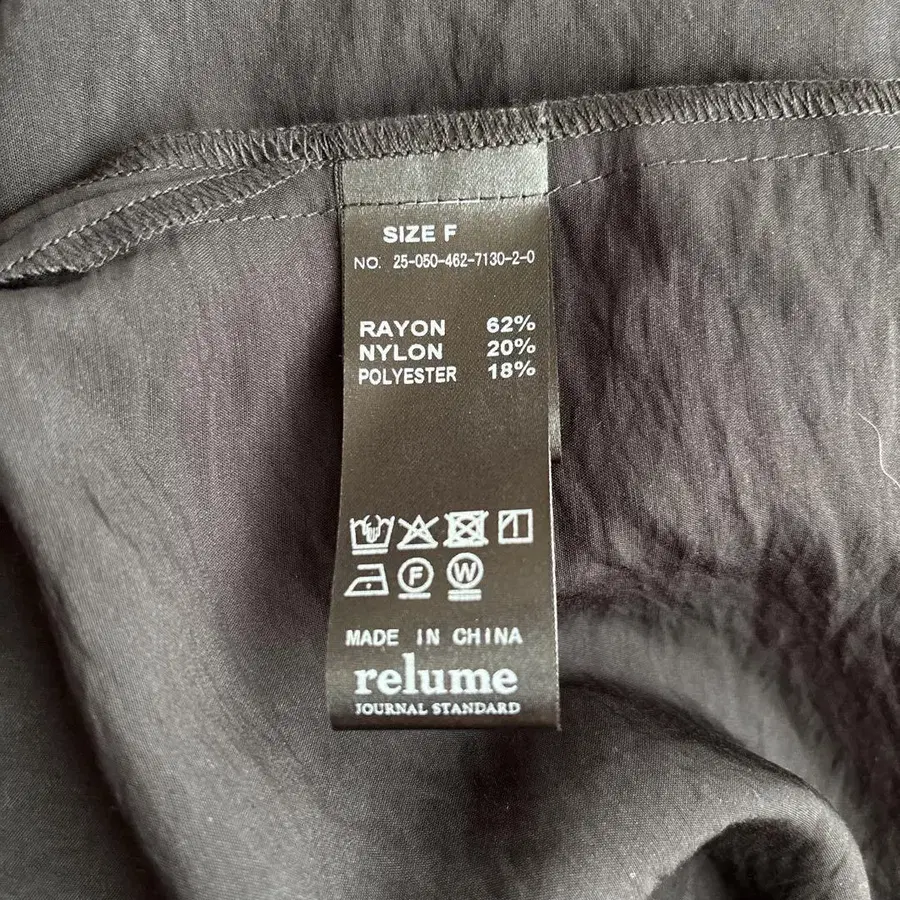 SIZE F
NO. 25-050-462-7130-2-0
RAYON 62%
NYLON 20%
POLYESTER 18%
F W
MADE IN CHINA
relume
JOURNAL STANDARD